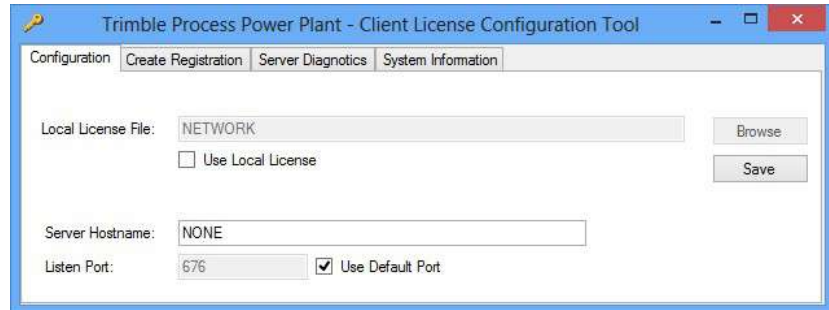 Trimble Process Power Plant - Client License Configuration Tool
Configuration Create Registration Server Diagnotics System Information
Local License File: NETWORK Browse
Use Local License Save
Server Hostname: NONE
Listen Port: 676 Use Default Port